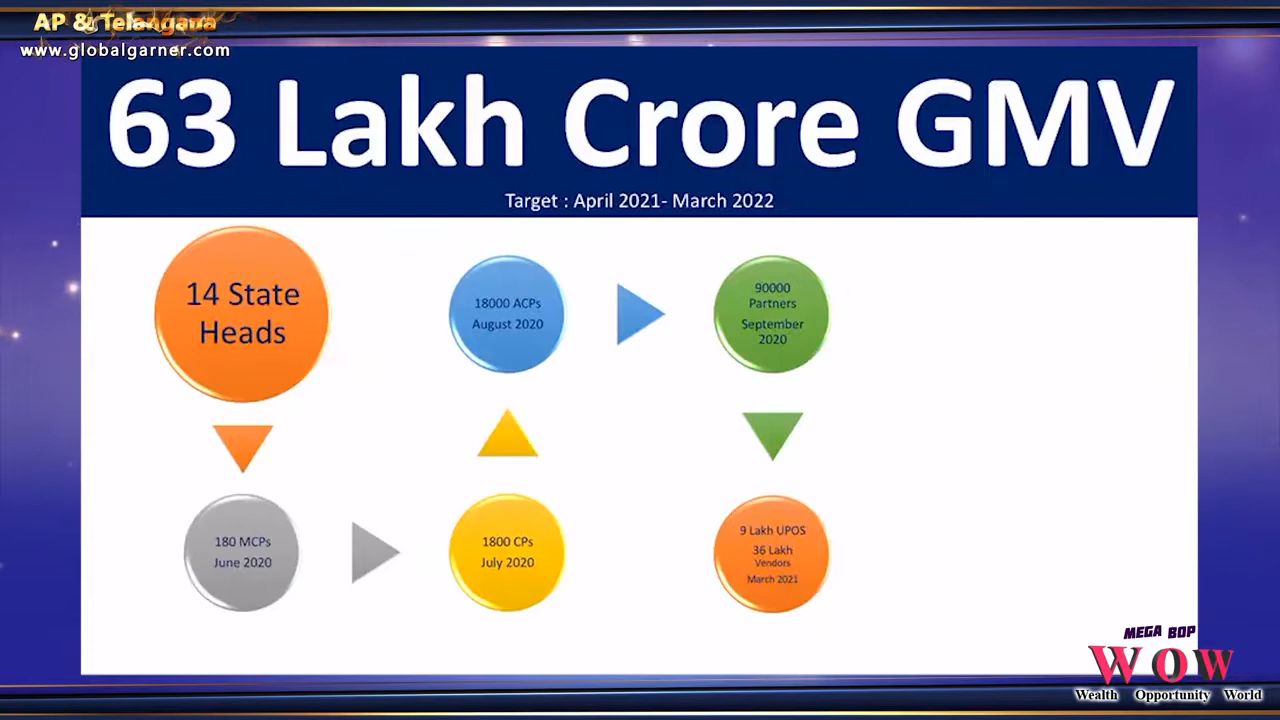 AP & Telangana
www.globalgarner.com
63 Lakh Crore GMV
Target : April 2021- March 2022
14 State
Heads
180 MCPs
June 2020
1800 CPs
July 2020
18000 ACPs
August 2020
90000
Partners
September
2020
9 Lakh UPOS
36 Lakh
Vendors
March 2021
MEGA BOP
WOW
Wealth Opportunity World